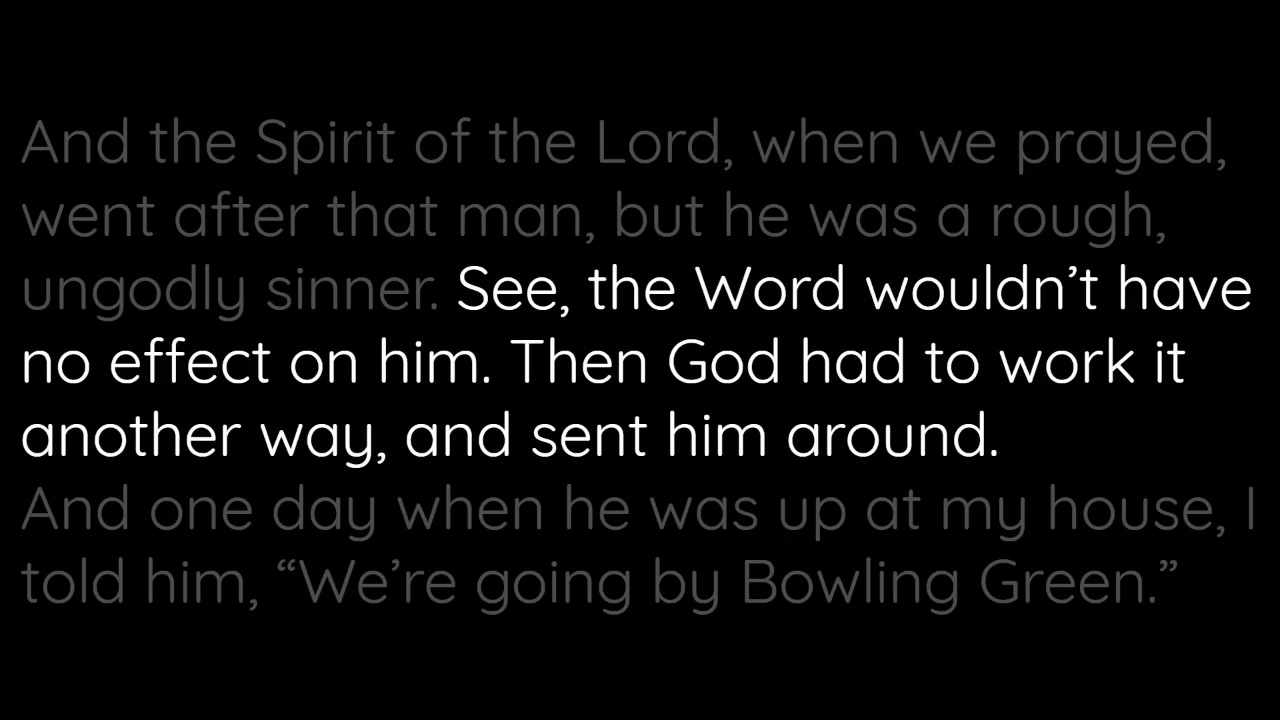 And the Spirit of the Lord, when we prayed,
went after that man, but he was a rough,
ungodly sinner. See, the Word wouldn’t have
no effect on him. Then God had to work it
another way, and sent him around.
And one day when he was up at my house, I
told him, “We’re going by Bowling Green.”